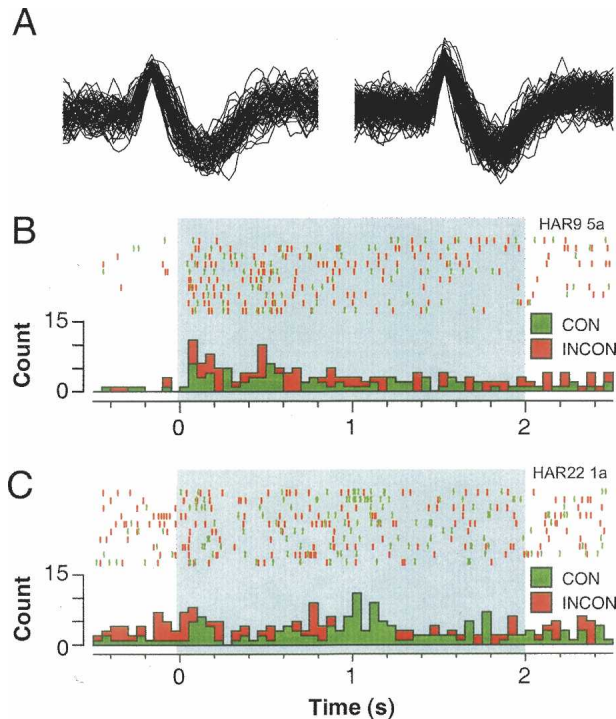 A
B
HAR9 5a
15
Count
0
CON
INCON
0
1
2
C
HAR22 1a
15
Count
0
CON
INCON
0
1
2
Time (s)